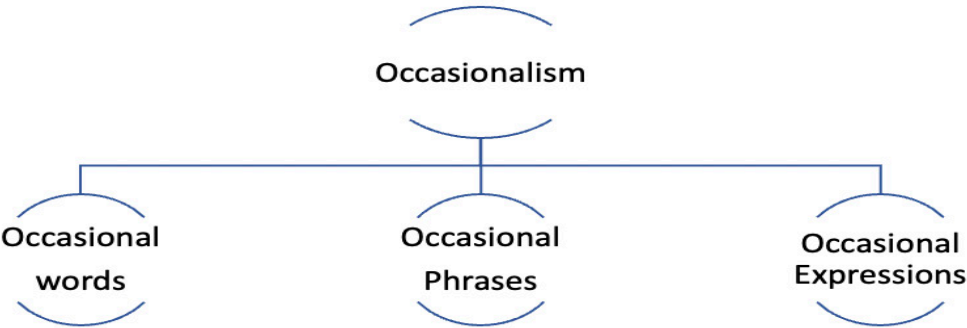 Occasionalism
Occasional
words
Occasional
Phrases
Occasional
Expressions